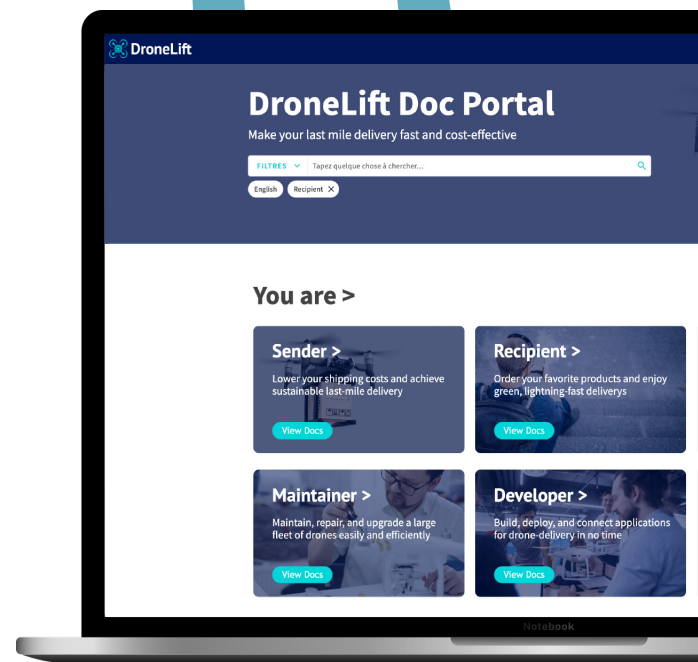 DroneLift
DroneLift Doc Portal
Make your last mile delivery fast and cost-effective
FILTRES Tapez quelque chose à chercher...
English Recipient X
You are >
Sender >
Lower your shipping costs and achieve
sustainable last-mile delivery
View Docs
Recipient >
Order your favorite products and enjoy
green, lightning-fast deliverys
View Docs
Maintainer >
Maintain, repair, and upgrade a large
fleet of drones easily and efficiently
View Docs
Developer >
Build, deploy, and connect applications
for drone-delivery in no time
View Docs
Notebook